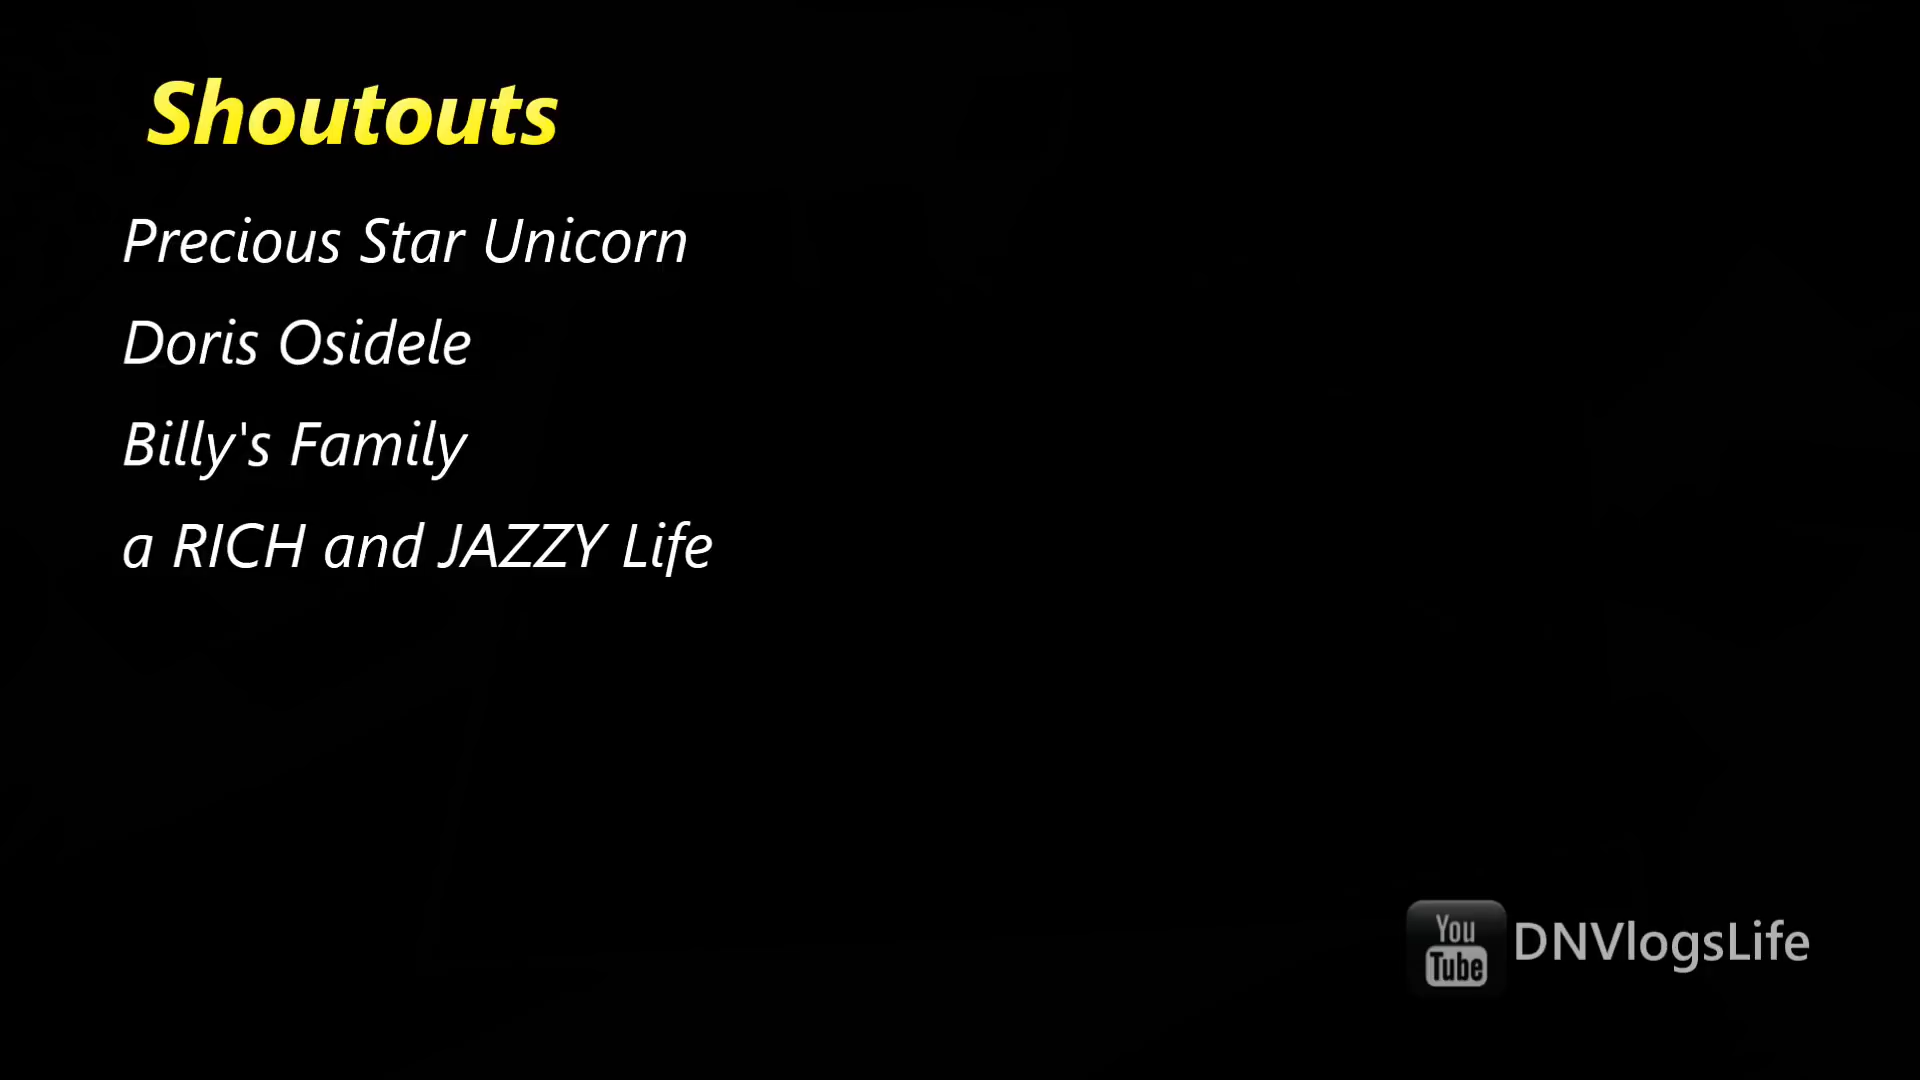 Shoutouts
Precious Star Unicorn
Doris Osidele
Billy's Family
a RICH and JAZZY Life
You
Tube
DNVlogsLife